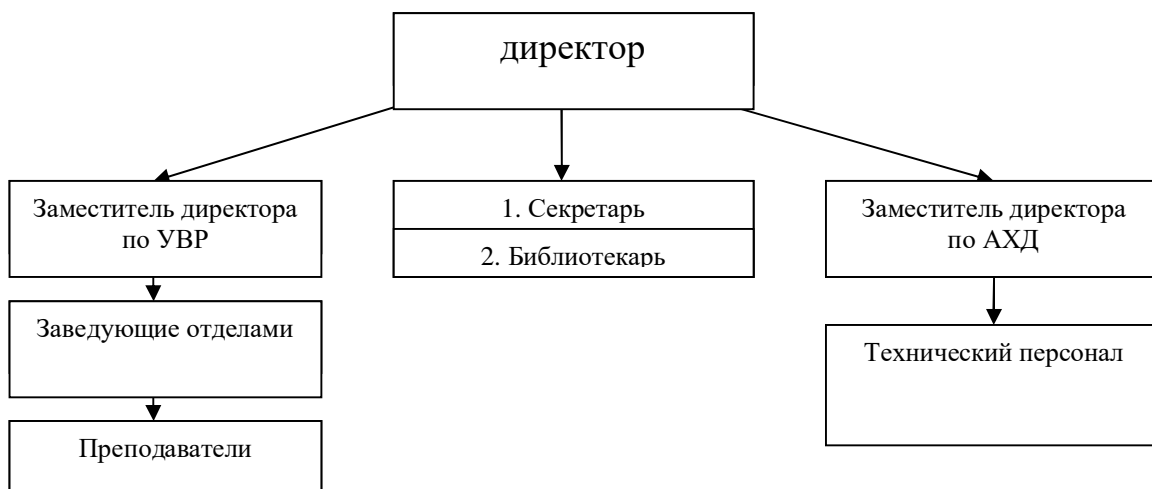 директор
Заместитель директора
по УВР
1. Секретарь
2. Библиотекарь
Заместитель директора
по АХД
Заведующие отделами
Технический персонал
Преподаватели